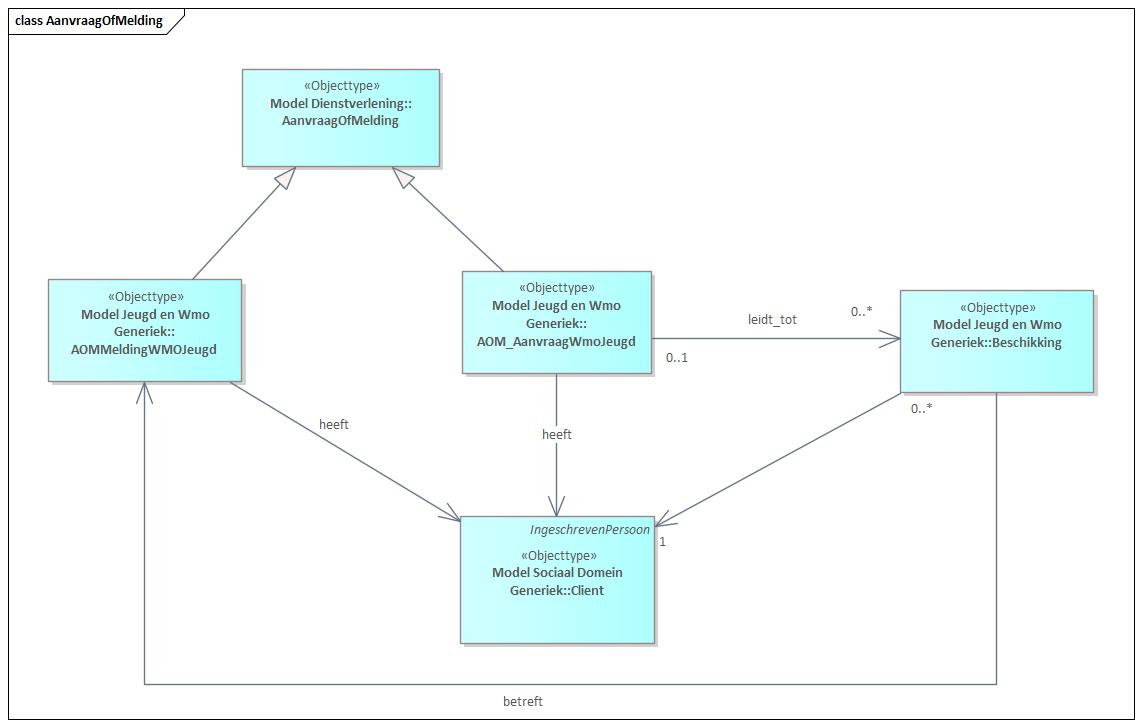 class AanvraagOfMelding
«Objecttype»
Model Dienstverlening::
AanvraagOfMelding
«Objecttype»
Model Jeugd en Wmo
Generiek::
AOMMeldingWMOJeugd
«Objecttype»
Model Jeugd en Wmo
Generiek::
AOM_AanvraagWmoJeugd
leidt_tot
0..*
0..1
«Objecttype»
Model Jeugd en Wmo
Generiek::Beschikking
0..*
heeft
heeft
1
IngeschrevenPersoon
«Objecttype»
Model Sociaal Domein
Generiek::Client
betreft